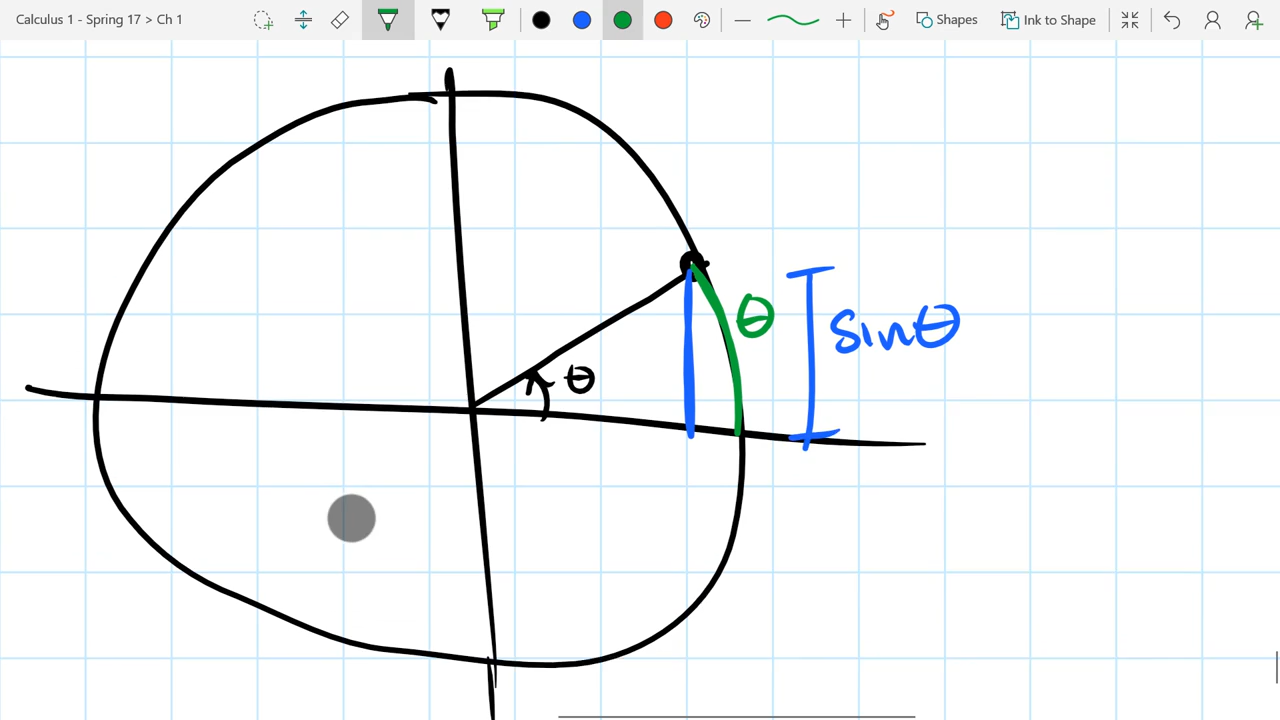 Calculus 1 - Spring 17 > Ch 1
Shapes
Ink to Shape
θ
sinθ
θ